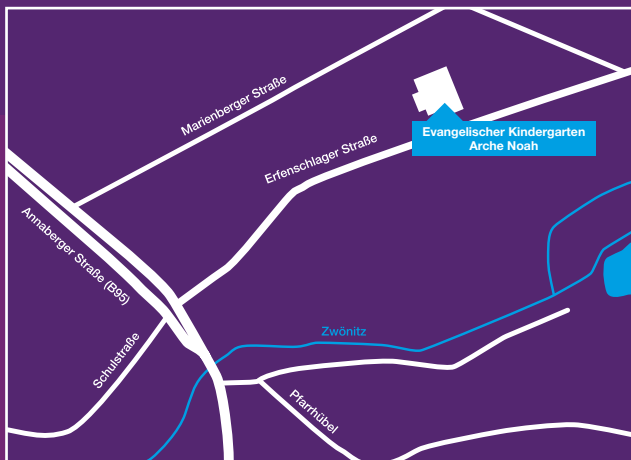 Marienberger Straße
Evangelischer Kindergarten
Arche Noah
Erfenschlager Straße
Annaberger Straße (B95)
Zwönitz
Schulstraße
Pfarrhübel